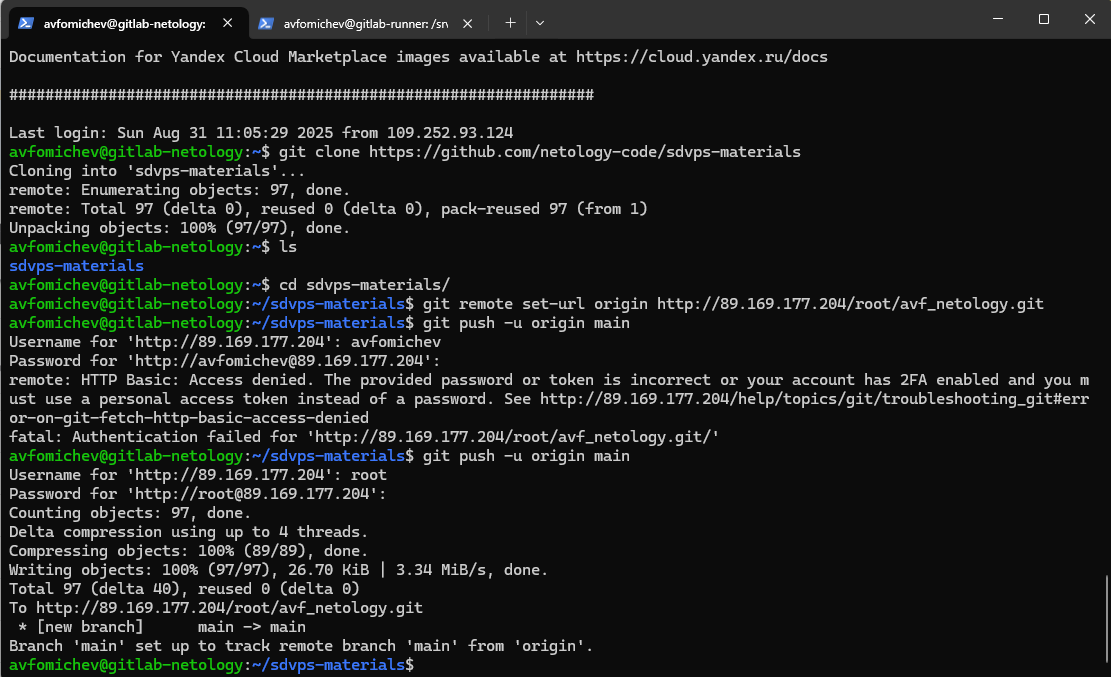 avfomichev@gitlab-netology:
avfomichev@gitlab-runner: /sn
Documentation for Yandex Cloud Marketplace images available at https://cloud.yandex.ru/docs
#################################################################
Last login: Sun Aug 31 11:05:29 2025 from 109.252.93.124
avfomichev@gitlab-netology:~$ git clone https://github.com/netology-code/sdvps-materials
Cloning into 'sdvps-materials'...
remote: Enumerating objects: 97, done.
remote: Total 97 (delta 0), reused 0 (delta 0), pack-reused 97 (from 1)
Unpacking objects: 100% (97/97), done.
avfomichev@gitlab-netology:~$ ls
sdvps-materials
avfomichev@gitlab-netology:~$ cd sdvps-materials/
avfomichev@gitlab-netology:~/sdvps-materials$ git remote set-url origin http://89.169.177.204/root/avf_netology.git
avfomichev@gitlab-netology:~/sdvps-materials$ git push -u origin main
Username for 'http://89.169.177.204': avfomichev
Password for 'http://avfomichev@89.169.177.204':
remote: HTTP Basic: Access denied. The provided password or token is incorrect or your account has 2FA enabled and you m
ust use a personal access token instead of a password. See http://89.169.177.204/help/topics/git/troubleshooting_git#err
or-on-git-fetch-http-basic-access-denied
fatal: Authentication failed for 'http://89.169.177.204/root/avf_netology.git/'
avfomichev@gitlab-netology:~/sdvps-materials$ git push -u origin main
Username for 'http://89.169.177.204': root
Password for 'http://root@89.169.177.204':
Counting objects: 97, done.
Delta compression using up to 4 threads.
Compressing objects: 100% (89/89), done.
Writing objects: 100% (97/97), 26.70 KiB | 3.34 MiB/s, done.
Total 97 (delta 40), reused 0 (delta 0)
To http://89.169.177.204/root/avf_netology.git
 * [new branch]      main -> main
Branch 'main' set up to track remote branch 'main' from 'origin'.
avfomichev@gitlab-netology:~/sdvps-materials$